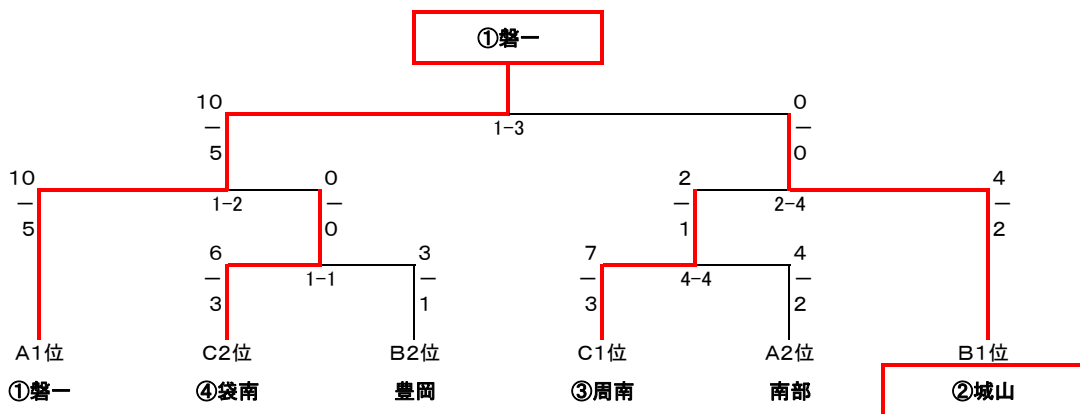 ①磐一
10 0
— —
1-3
5 0
10 0 2 4
— — — —
1-2 2-4
5 0 1 2
6 3 7 4
— — — —
1-1 4-4
3 1 3 2
A1位 C2位 B2位 C1位 A2位 B1位
①磐一 ④袋南 豊岡 ③周南 南部 ②城山